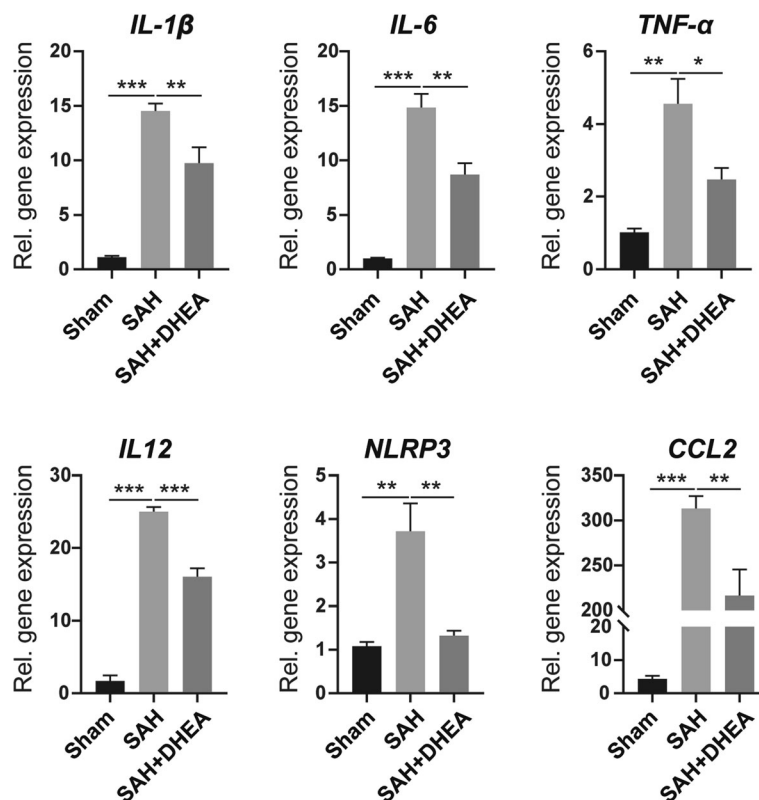 IL-1β
Rel. gene expression
20
15
10
5
0
*** **
Sham
SAH
SAH+DHEA
IL-6
Rel. gene expression
20
15
10
5
0
*** **
Sham
SAH
SAH+DHEA
TNF-α
Rel. gene expression
6
4
2
0
** *
Sham
SAH
SAH+DHEA
IL12
Rel. gene expression
30
20
10
0
*** ***
Sham
SAH
SAH+DHEA
NLRP3
Rel. gene expression
5
4
3
2
1
0
** **
Sham
SAH
SAH+DHEA
CCL2
Rel. gene expression
350
300
250
200
20
10
0
*** **
Sham
SAH
SAH+DHEA